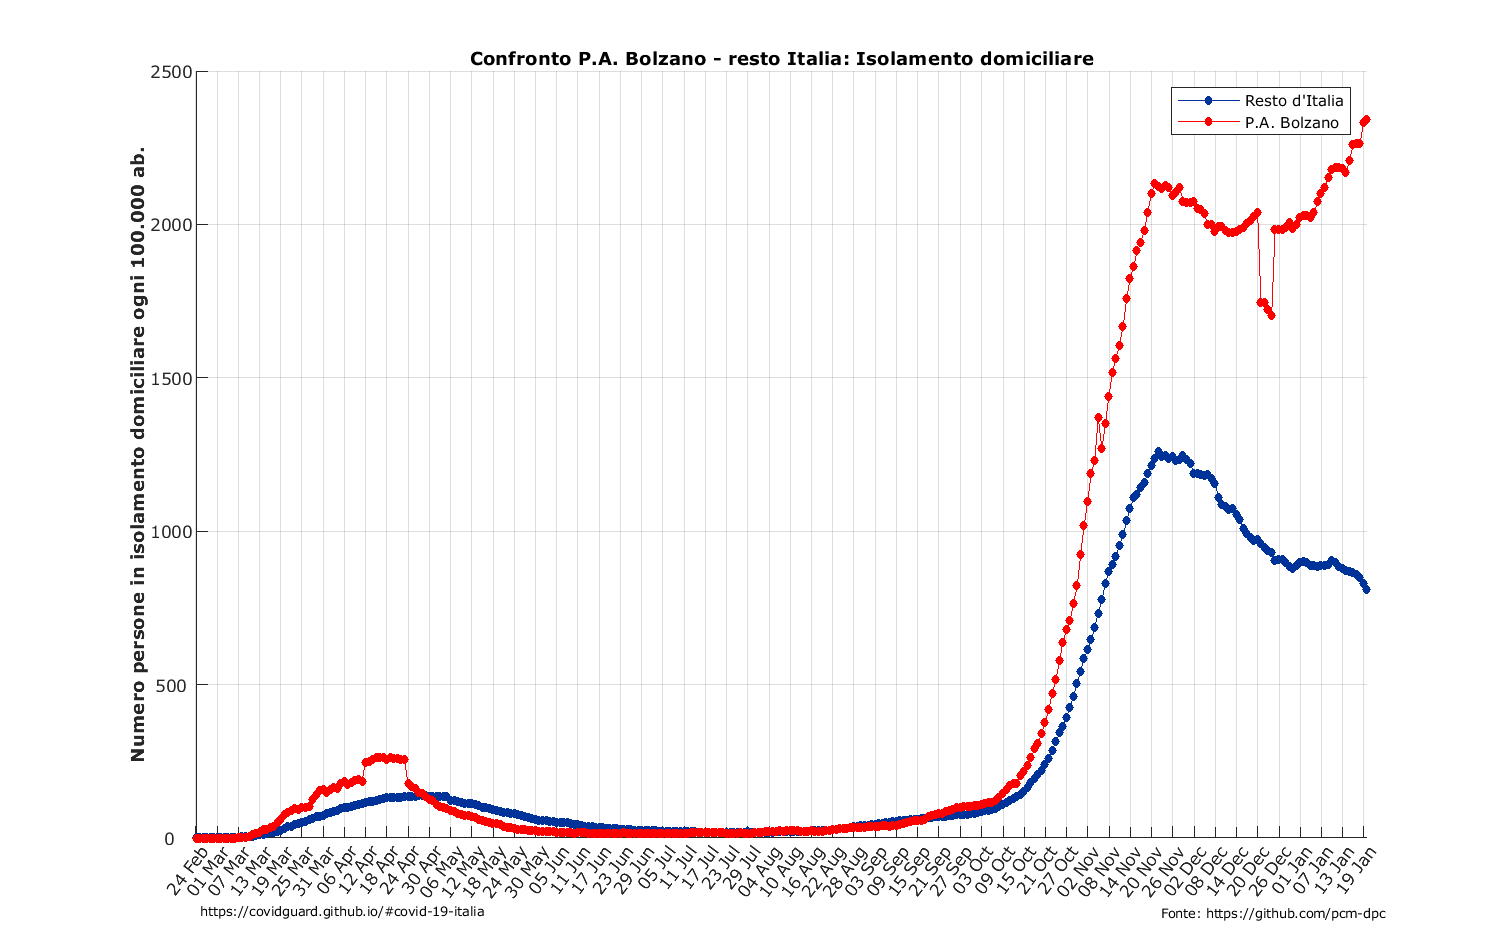 Confronto P.A. Bolzano - resto Italia: Isolamento domiciliare
Numero persone in isolamento domiciliare ogni 100.000 ab.
2500
2000
1500
1000
500
0
Resto d'Italia
P.A. Bolzano
24 Feb
01 Mar
07 Mar
13 Mar
19 Mar
25 Mar
31 Mar
06 Apr
12 Apr
18 Apr
24 Apr
30 Apr
06 May
12 May
18 May
24 May
30 May
05 Jun
11 Jun
17 Jun
23 Jun
29 Jun
05 Jul
11 Jul
17 Jul
23 Jul
29 Jul
04 Aug
10 Aug
16 Aug
22 Aug
28 Aug
03 Sep
09 Sep
15 Sep
21 Sep
27 Sep
03 Oct
09 Oct
15 Oct
21 Oct
27 Oct
02 Nov
08 Nov
14 Nov
20 Nov
26 Nov
02 Dec
08 Dec
14 Dec
20 Dec
26 Dec
01 Jan
07 Jan
13 Jan
19 Jan
https://covidguard.github.io/#covid-19-italia
Fonte: https://github.com/pcm-dpc